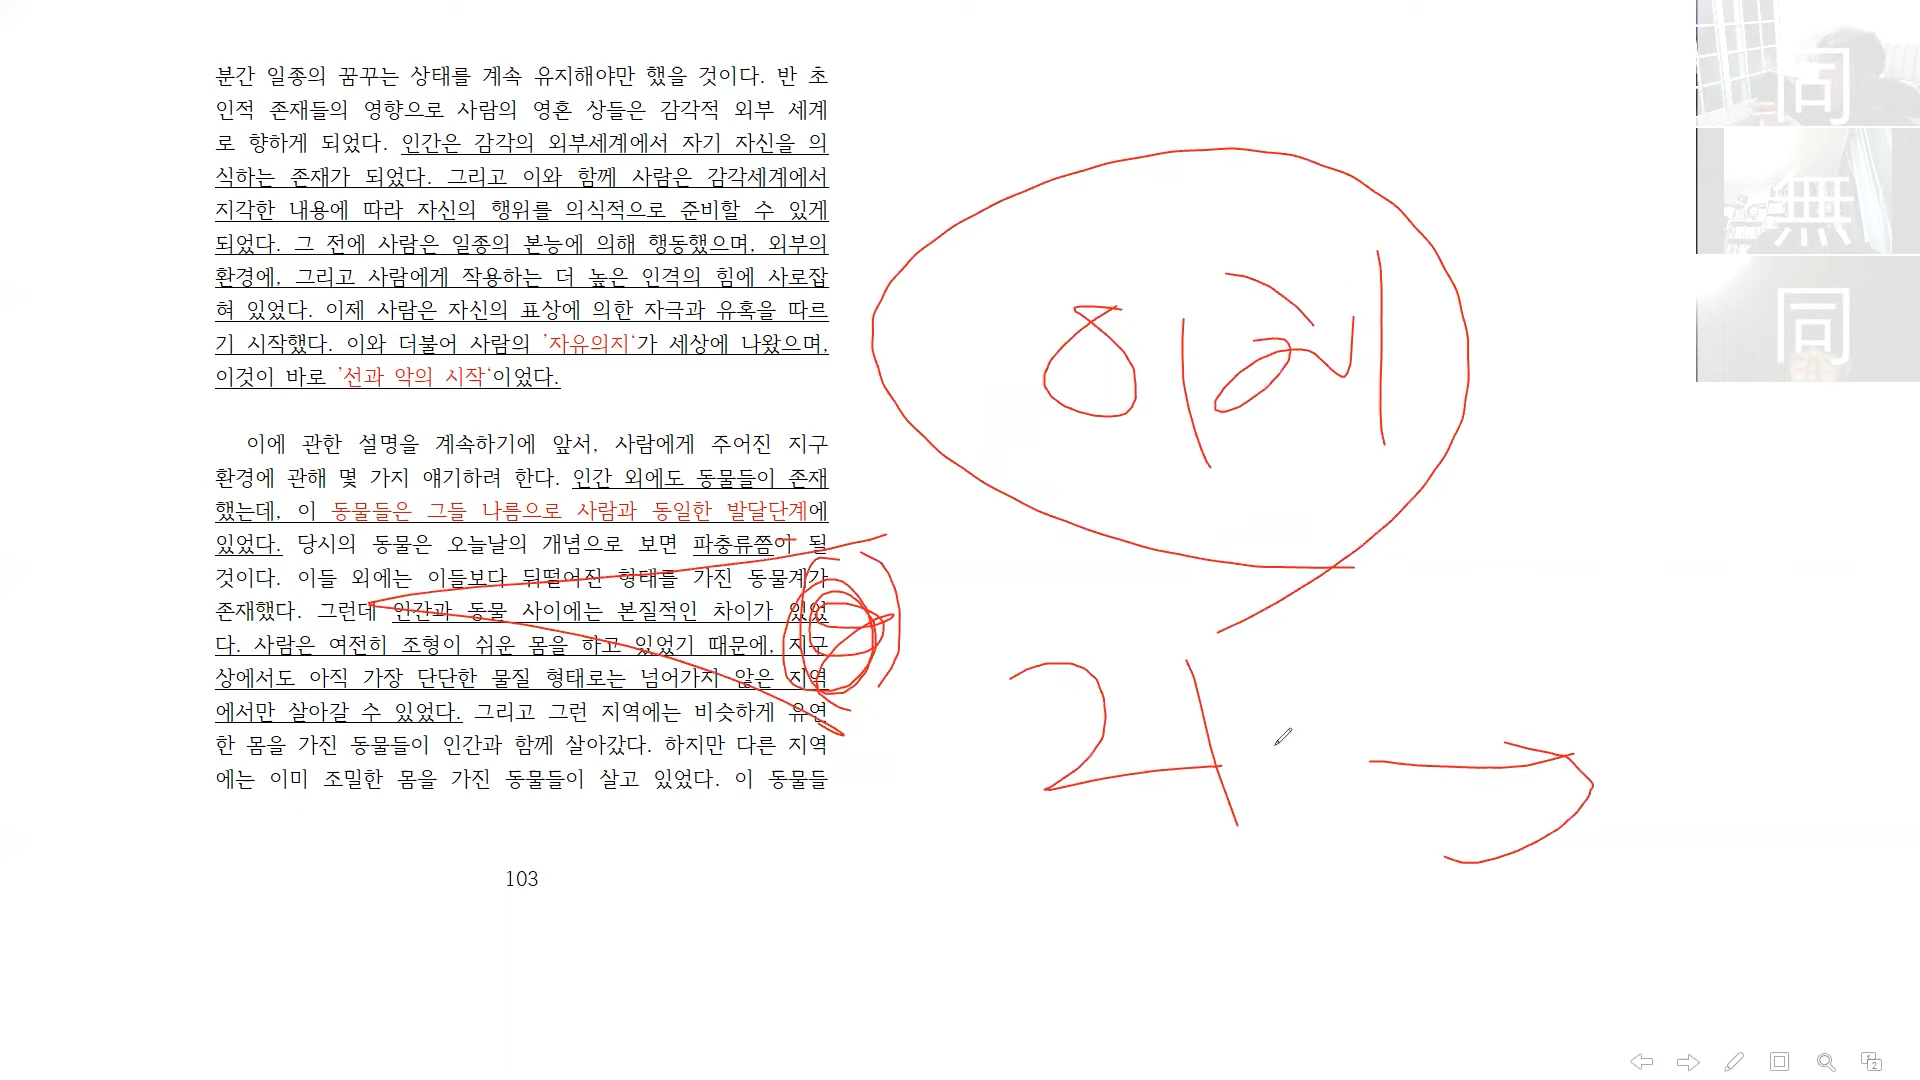 분간 일종의 꿈꾸는 상태를 계속 유지해야만 했을 것이다. 반 초
인적 존재들의 영향으로 사람의 영혼 상들은 감각적 외부 세계
로 향하게 되었다. 인간은 감각의 외부세계에서 자기 자신을 의
식하는 존재가 되었다. 그리고 이와 함께 사람은 감각세계에서
지각한 내용에 따라 자신의 행위를 의식적으로 준비할 수 있게
되었다. 그 전에 사람은 일종의 본능에 의해 행동했으며, 외부의
환경에, 그리고 사람에게 작용하는 더 높은 인격의 힘에 사로잡
혀 있었다. 이제 사람은 자신의 표상에 의한 자극과 유혹을 따르
기 시작했다. 이와 더불어 사람의 ’자유의지‘가 세상에 나왔으며,
이것이 바로 ’선과 악의 시작‘이었다.
이에 관한 설명을 계속하기에 앞서, 사람에게 주어진 지구
환경에 관해 몇 가지 얘기하려 한다. 인간 외에도 동물들이 존재
했는데, 이 동물들은 그들 나름으로 사람과 동일한 발달단계에
있었다. 당시의 동물은 오늘날의 개념으로 보면 파충류쯤이 될
것이다. 이들 외에는 이들보다 뒤떨어진 형태를 가진 동물계가
존재했다. 그런데 인간과 동물 사이에는 본질적인 차이가 있었
다. 사람은 여전히 조형이 쉬운 몸을 하고 있었기 때문에, 지구
상에서도 아직 가장 단단한 물질 형태로는 넘어가지 않은 지역
에서만 살아갈 수 있었다. 그리고 그런 지역에는 비슷하게 유연
한 몸을 가진 동물들이 인간과 함께 살아갔다. 하지만 다른 지역
에는 이미 조밀한 몸을 가진 동물들이 살고 있었다. 이 동물들
103
同
無
同